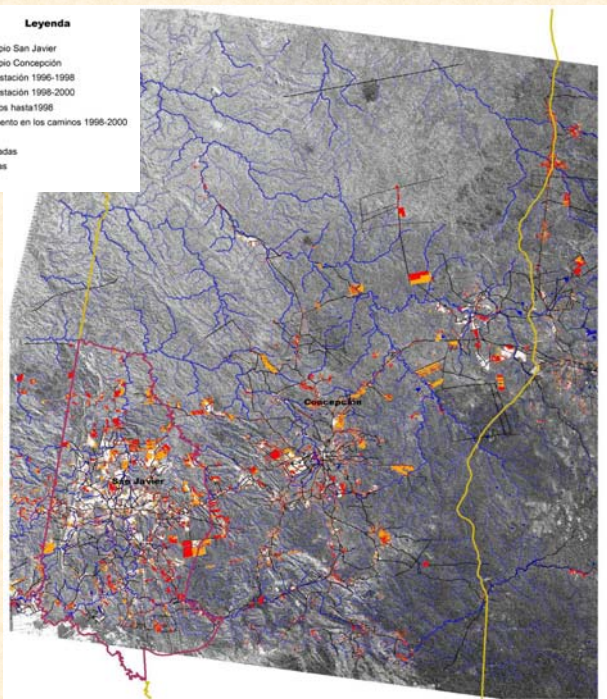 Leyenda
pio San Javier
pio Concepción
stación 1996-1998
stación 1998-2000
os hasta1998
ento en los caminos 1998-2000
adas
as
Concepción
San Javier